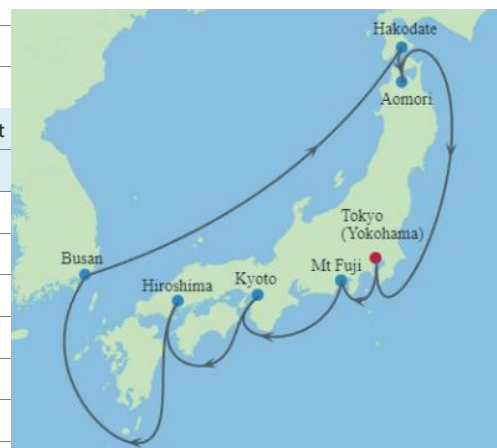 Hakodate
Aomori
t
Tokyo
(Yokohama)
Busan
Mt Fuji
Kyoto
Hiroshima